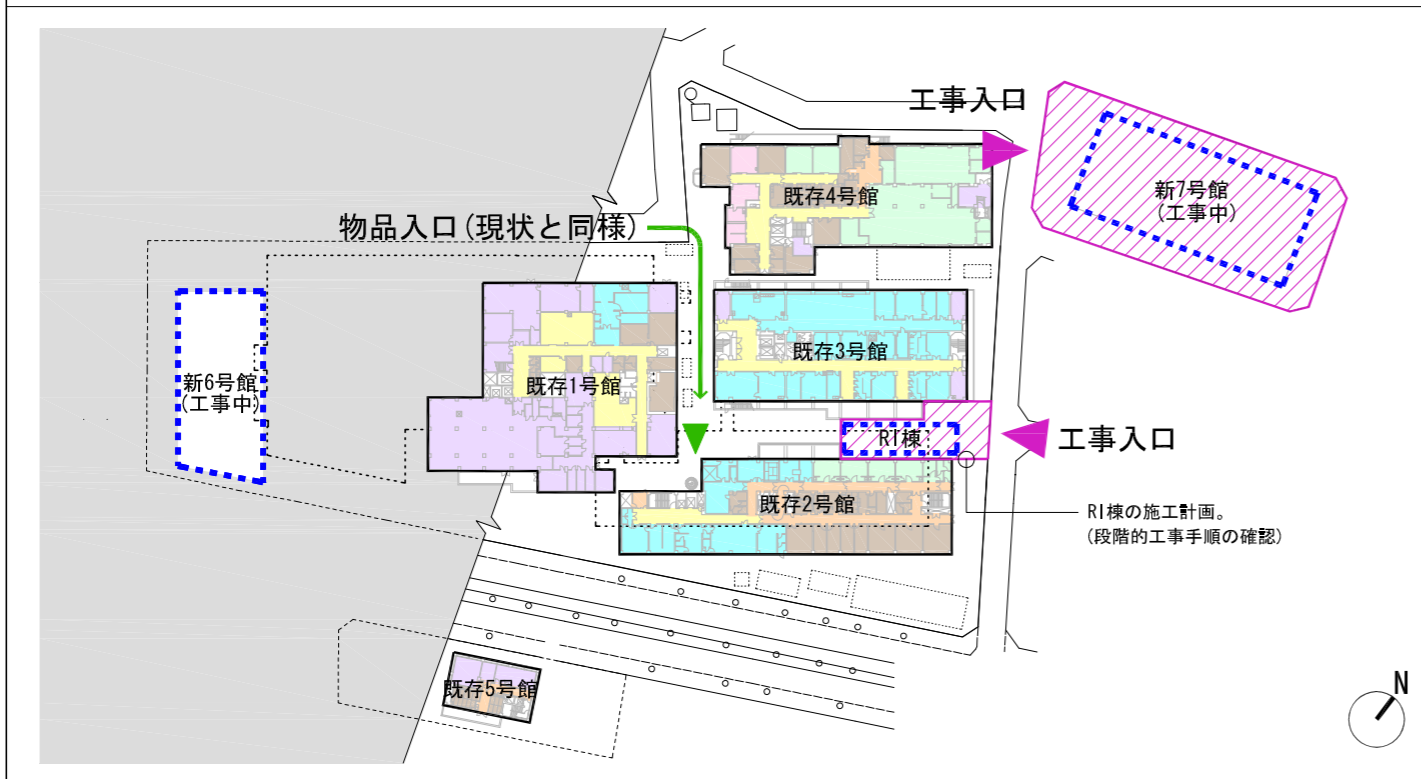 工事入口
新7号館
(工事中)
既存4号館
物品入口(現状と同様)
既存3号館
新6号館
(工事中)
既存1号館
RI棟
工事入口
既存2号館
RI棟の施工計画。
(段階的工事手順の確認)
既存5号館
N